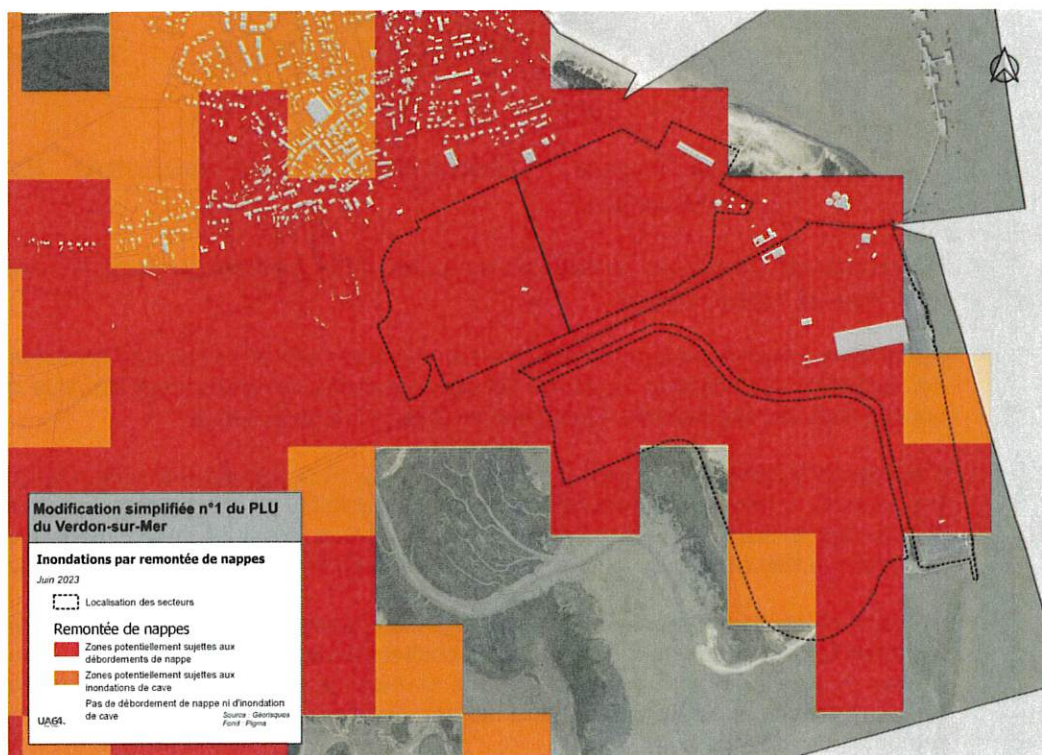 Modification simplifiée n°1 du PLU
du Verdon-sur-Mer
Inondations par remontée de nappes
Juin 2023
Localisation des secteurs
Remontée de nappes
Zones potentiellement sujettes aux
débordements de nappe
Zones potentiellement sujettes aux
inondations de cave
Pas de débordement de nappe ni d'inondation
de cave
UA64.
Source : Géorisques
Fond : Pigma